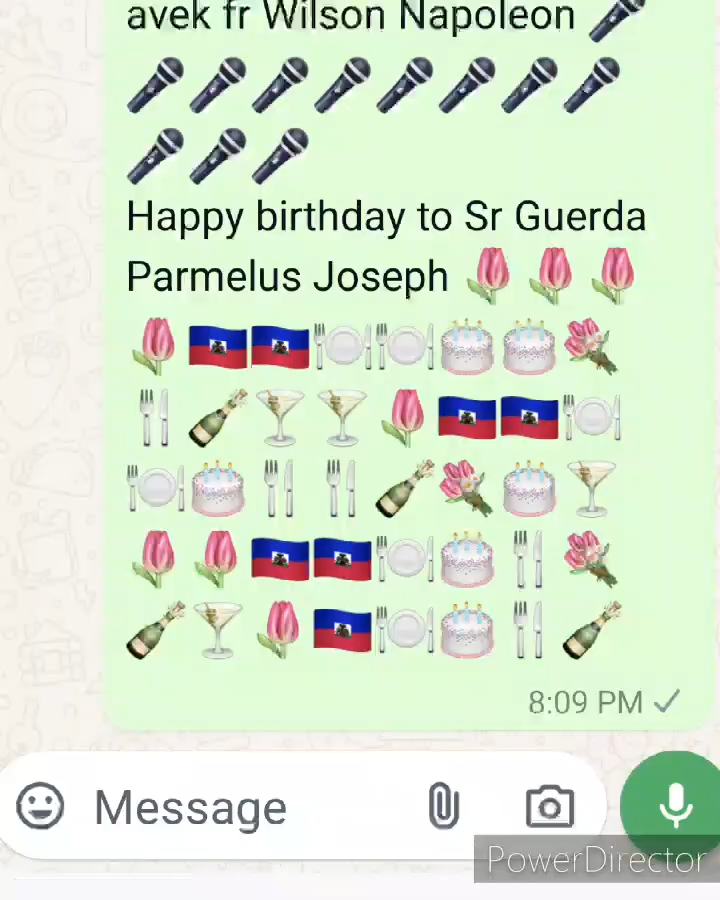 avek fr Wilson Napoleon 🎤
🎤🎤🎤🎤🎤🎤🎤🎤
🎤🎤🎤
Happy birthday to Sr Guerda
Parmelus Joseph 🌷🌷🌷
🌷🇭🇹🇭🇹🍽️🍽️🎂🎂💐
🍴🍾🍸🍸🌷🇭🇹🇭🇹🍽️
🍽️🎂🍴🍴🍾💐🎂🍸
🌷🌷🇭🇹🇭🇹🍽️🎂🍴💐
🍾🍸🌷🇭🇹🍽️🎂🍴🍾
8:09 PM ✓
Message
PowerDirector